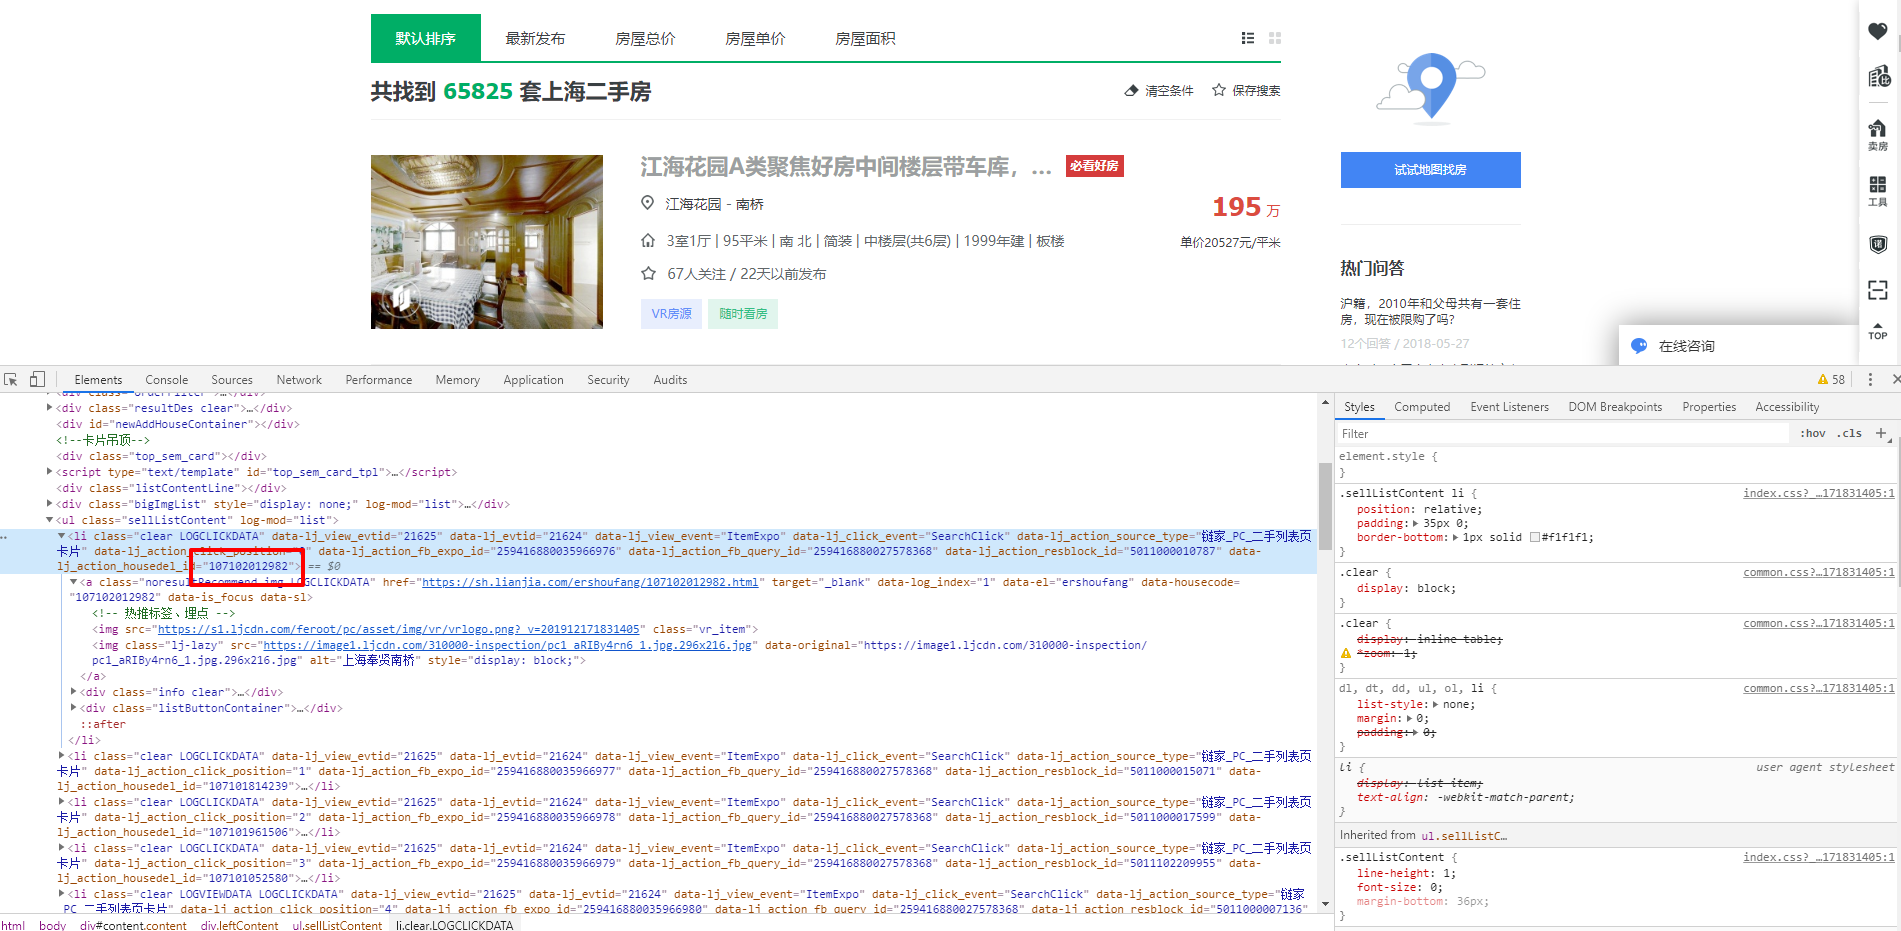 默认排序 最新发布 房屋总价 房屋单价 房屋面积
共找到 65825 套上海二手房
清空条件 保存搜索
江海花园A类聚焦好房中间楼层带车库，... 必看好房
江海花园 - 南桥
195 万
3室1厅 | 95平米 | 南 北 | 简装 | 中楼层(共6层) | 1999年建 | 板楼
单价20527元/平米
67人关注 / 22天以前发布
VR房源 随时看房
试试地图找房
热门问答
沪籍，2010年和父母共有一套住
房，现在被限购了吗?
12个回答 / 2018-05-27
比
卖房
工具
诺
TOP
在线咨询
Elements Console Sources Network Performance Memory Application Security Audits
58
<div class="orderFilter">…</div>
<div class="resultDes clear">…</div>
<div id="newAddHouseContainer"></div>
<!--卡片吊顶-->
<div class="top_sem_card"></div>
<script type="text/template" id="top_sem_card_tpl">…</script>
<div class="listContentLine"></div>
<div class="bigImgList" style="display: none;" log-mod="list">…</div>
<ul class="sellListContent" log-mod="list">
<li class="clear LOGCLICKDATA" data-lj_view_evtid="21625" data-lj_evtid="21624" data-lj_view_event="ItemExpo" data-lj_click_event="SearchClick" data-lj_action_source_type="链家_PC_二手列表页
卡片" data-lj_action_click_position="" data-lj_action_fb_expo_id="259416880035966976" data-lj_action_fb_query_id="259416880027578368" data-lj_action_resblock_id="5011000010787" data-
lj_action_housedel_id="107102012982"> == $0
<a class="noresultRecommend img LOGCLICKDATA" href="https://sh.lianjia.com/ershoufang/107102012982.html" target="_blank" data-log_index="1" data-el="ershoufang" data-housecode=
"107102012982" data-is_focus data-sl>
<!-- 热推标签、埋点 -->
<img src="https://s1.ljcdn.com/feroot/pc/asset/img/vr/vrlogo.png?_v=201912171831405" class="vr_item">
<img class="lj-lazy" src="https://image1.ljcdn.com/310000-inspection/pc1_aRIBy4rn6_1.jpg.296x216.jpg" data-original="https://image1.ljcdn.com/310000-inspection/
pc1_aRIBy4rn6_1.jpg.296x216.jpg" alt="上海奉贤南桥" style="display: block;">
</a>
<div class="info clear">…</div>
<div class="listButtonContainer">…</div>
::after
</li>
<li class="clear LOGCLICKDATA" data-lj_view_evtid="21625" data-lj_evtid="21624" data-lj_view_event="ItemExpo" data-lj_click_event="SearchClick" data-lj_action_source_type="链家_PC_二手列表页
卡片" data-lj_action_click_position="1" data-lj_action_fb_expo_id="259416880035966977" data-lj_action_fb_query_id="259416880027578368" data-lj_action_resblock_id="5011000015071" data-
lj_action_housedel_id="107101814239">…</li>
<li class="clear LOGCLICKDATA" data-lj_view_evtid="21625" data-lj_evtid="21624" data-lj_view_event="ItemExpo" data-lj_click_event="SearchClick" data-lj_action_source_type="链家_PC_二手列表页
卡片" data-lj_action_click_position="2" data-lj_action_fb_expo_id="259416880035966978" data-lj_action_fb_query_id="259416880027578368" data-lj_action_resblock_id="5011000017599" data-
lj_action_housedel_id="107101961506">…</li>
<li class="clear LOGCLICKDATA" data-lj_view_evtid="21625" data-lj_evtid="21624" data-lj_view_event="ItemExpo" data-lj_click_event="SearchClick" data-lj_action_source_type="链家_PC_二手列表页
卡片" data-lj_action_click_position="3" data-lj_action_fb_expo_id="259416880035966979" data-lj_action_fb_query_id="259416880027578368" data-lj_action_resblock_id="5011102209955" data-
lj_action_housedel_id="107101052580">…</li>
<li class="clear LOGVIEWDATA LOGCLICKDATA" data-lj_view_evtid="21625" data-lj_evtid="21624" data-lj_view_event="ItemExpo" data-lj_click_event="SearchClick" data-lj_action_source_type="链家
_PC_二手列表页卡片" data-lj_action_click_position="4" data-lj_action_fb_expo_id="259416880035966980" data-lj_action_fb_query_id="259416880027578368" data-lj_action_resblock_id="5011000007136"
html body div#content.content div.leftContent ul.sellListContent li.clear.LOGCLICKDATA
Styles Computed Event Listeners DOM Breakpoints Properties Accessibility
Filter :hov .cls +
element.style {
}
.sellListContent li { index.css?_…171831405:1
position: relative;
padding: 35px 0;
border-bottom: 1px solid #f1f1f1;
}
.clear { common.css?…171831405:1
display: block;
}
.clear { common.css?…171831405:1
display: inline-table;
*zoom: 1;
}
dl, dt, dd, ul, ol, li { common.css?…171831405:1
list-style: none;
margin: 0;
padding: 0;
}
li { user agent stylesheet
display: list-item;
text-align: -webkit-match-parent;
}
Inherited from ul.sellListC…
.sellListContent { index.css?_…171831405:1
line-height: 1;
font-size: 0;
margin-bottom: 36px;
}